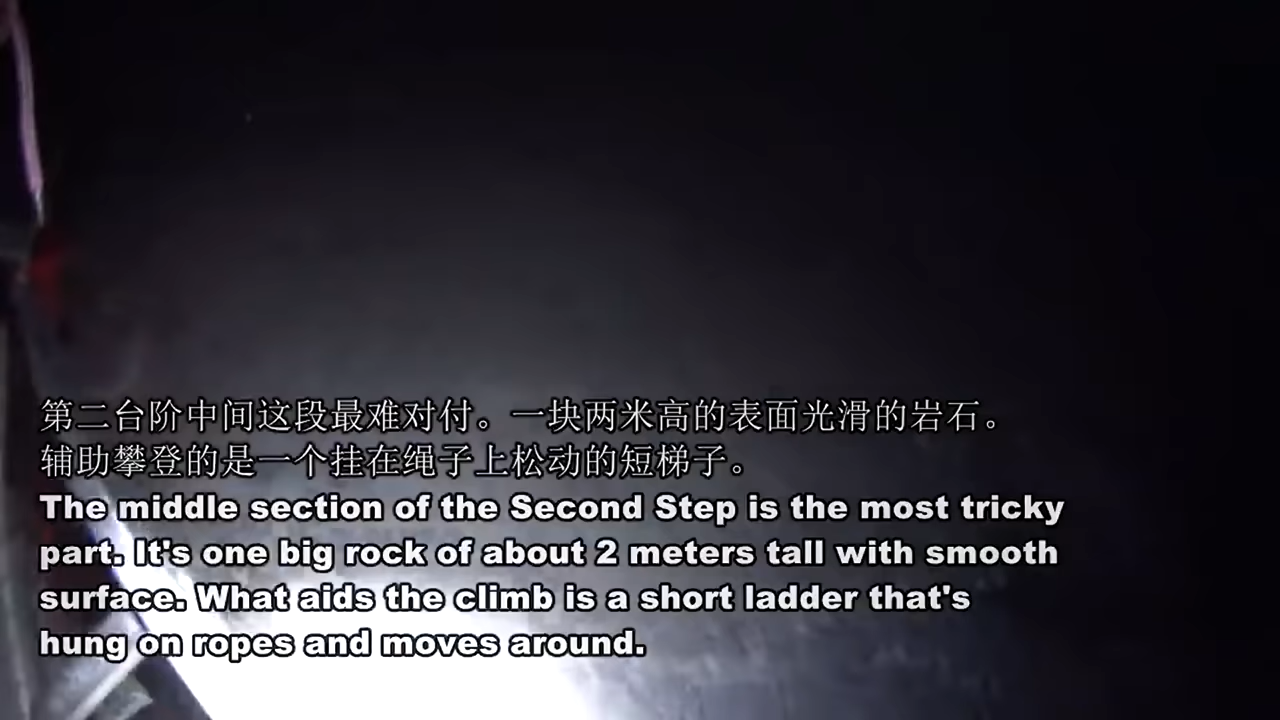 第二台阶中间这段最难对付。一块两米高的表面光滑的岩石。
辅助攀登的是一个挂在绳子上松动的短梯子。
The middle section of the Second Step is the most tricky
part. It's one big rock of about 2 meters tall with smooth
surface. What aids the climb is a short ladder that's
hung on ropes and moves around.